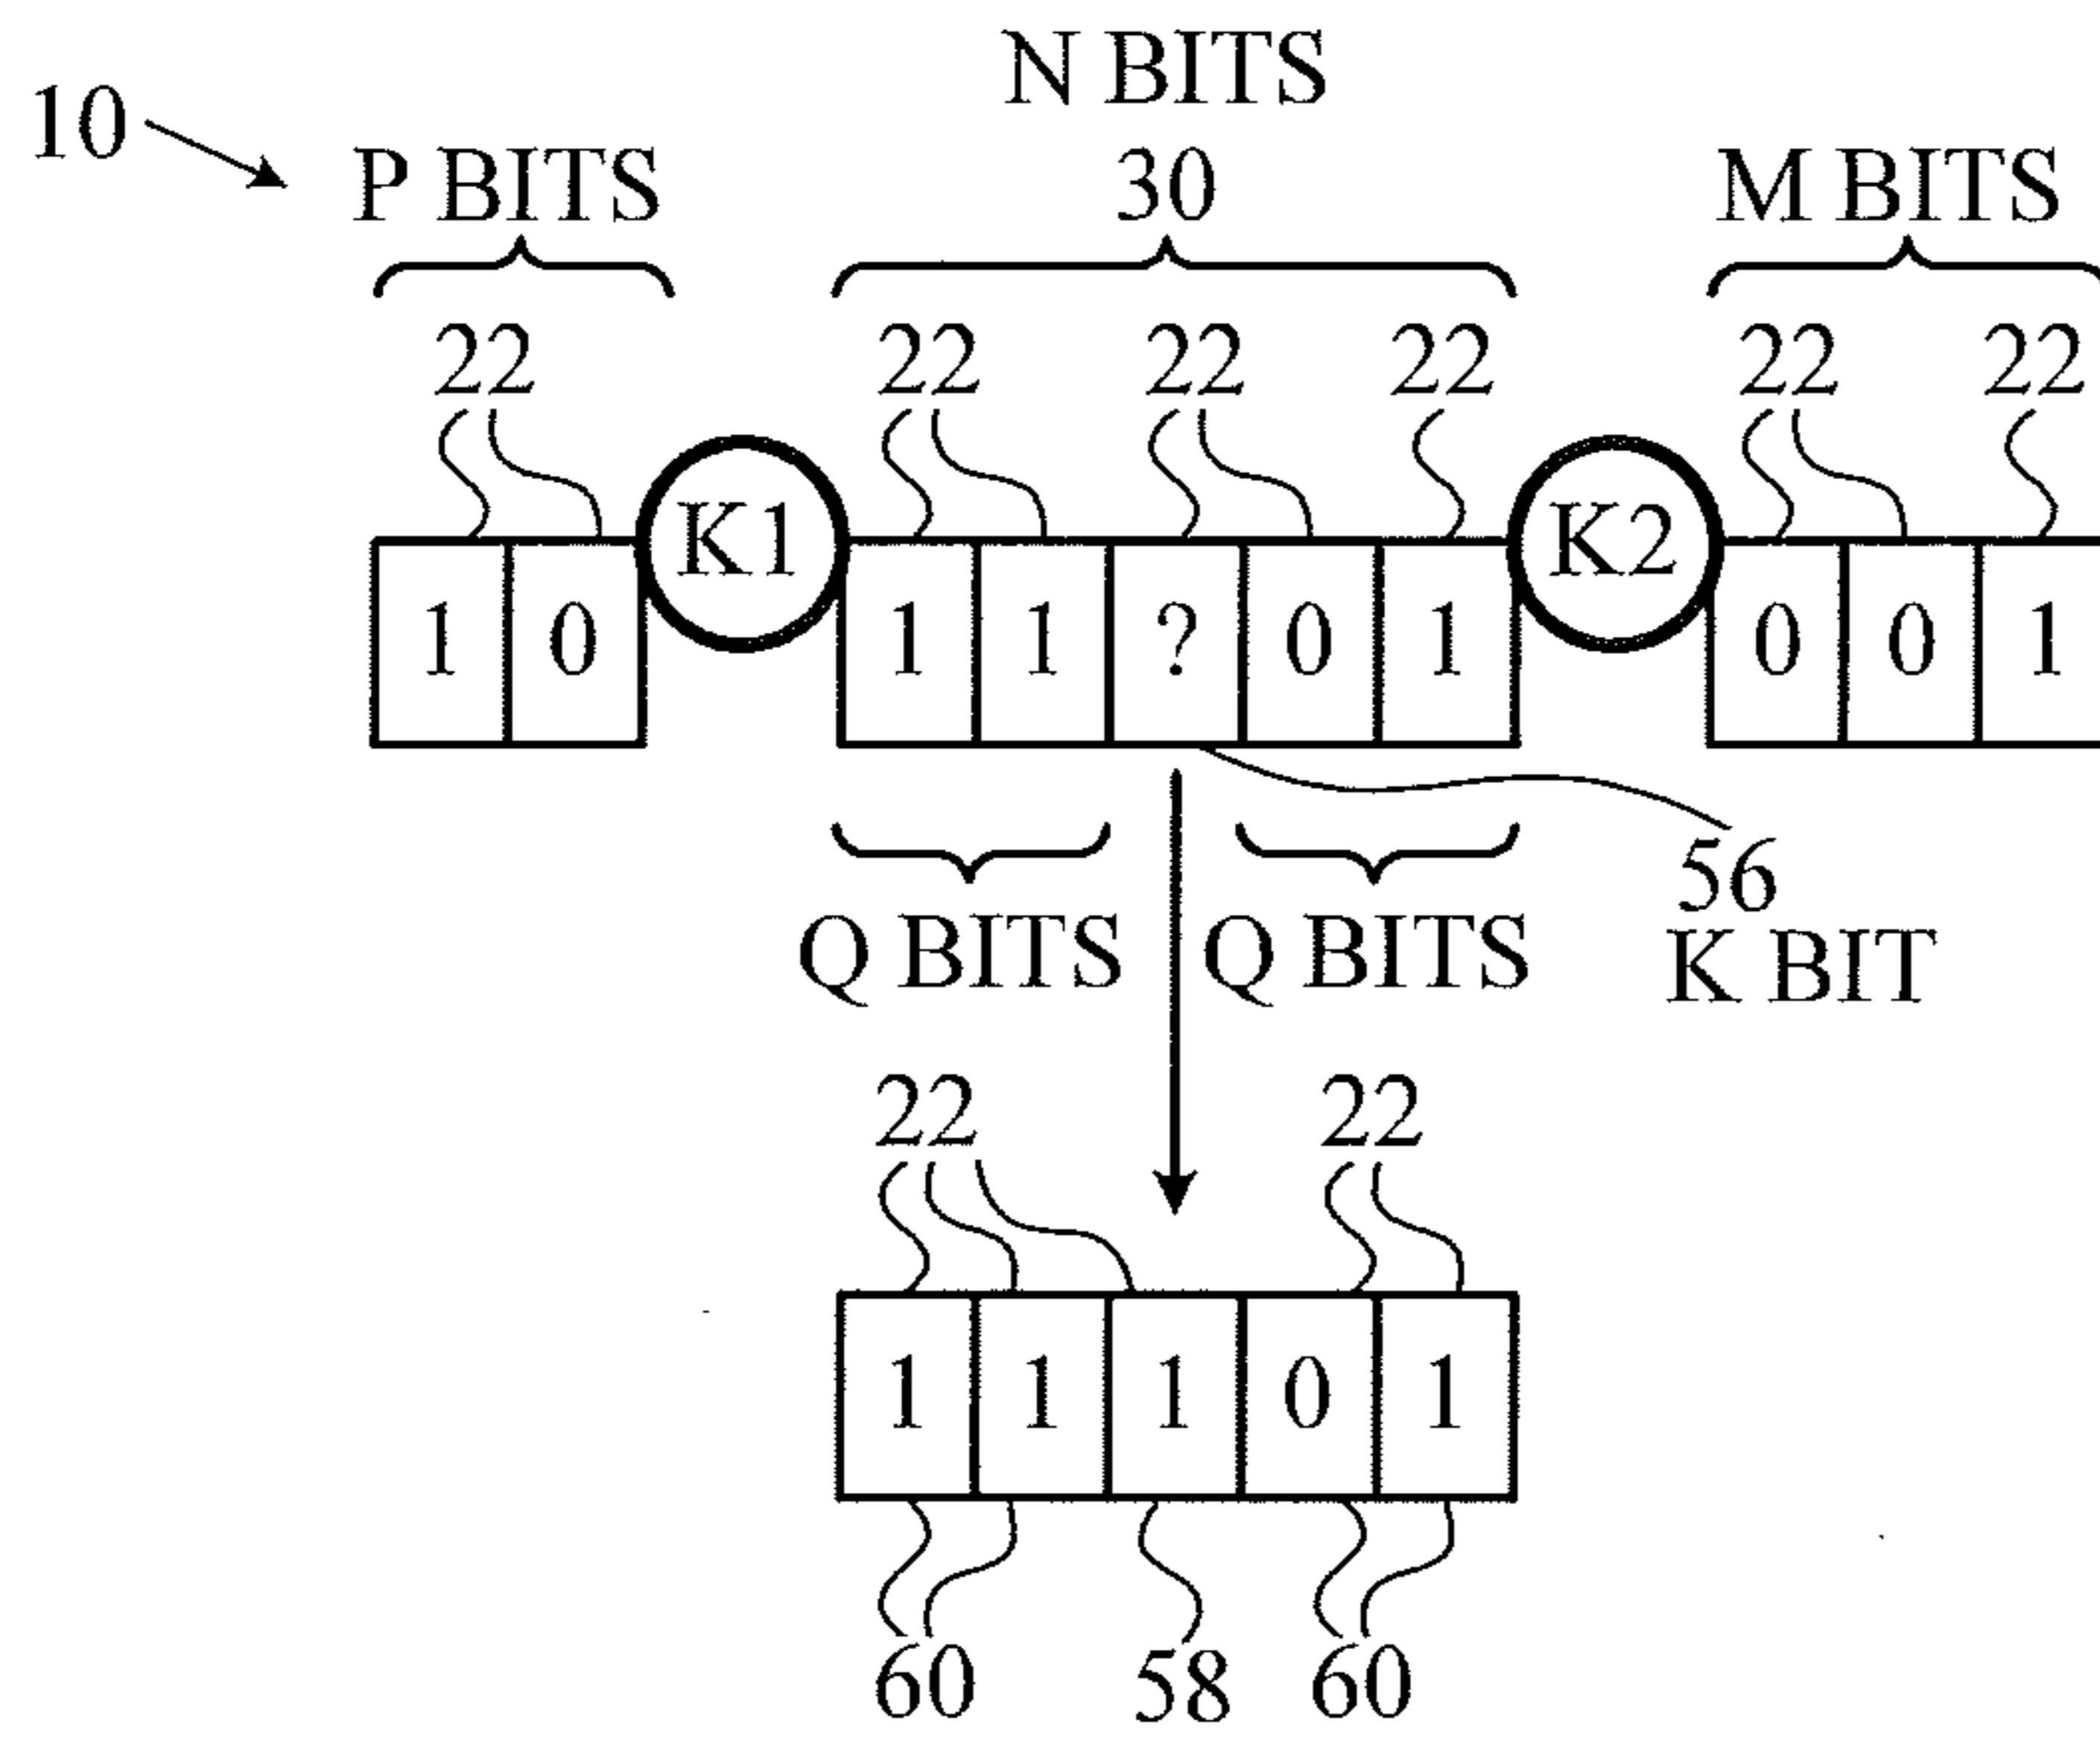 N BITS
10 P BITS 30 M BITS
22 22 22 22 22 22
K1 K2
1 0 1 1 ? 0 1 0 0 1
56
Q BITS Q BITS K BIT
22 22
1 1 1 0 1
60 58 60